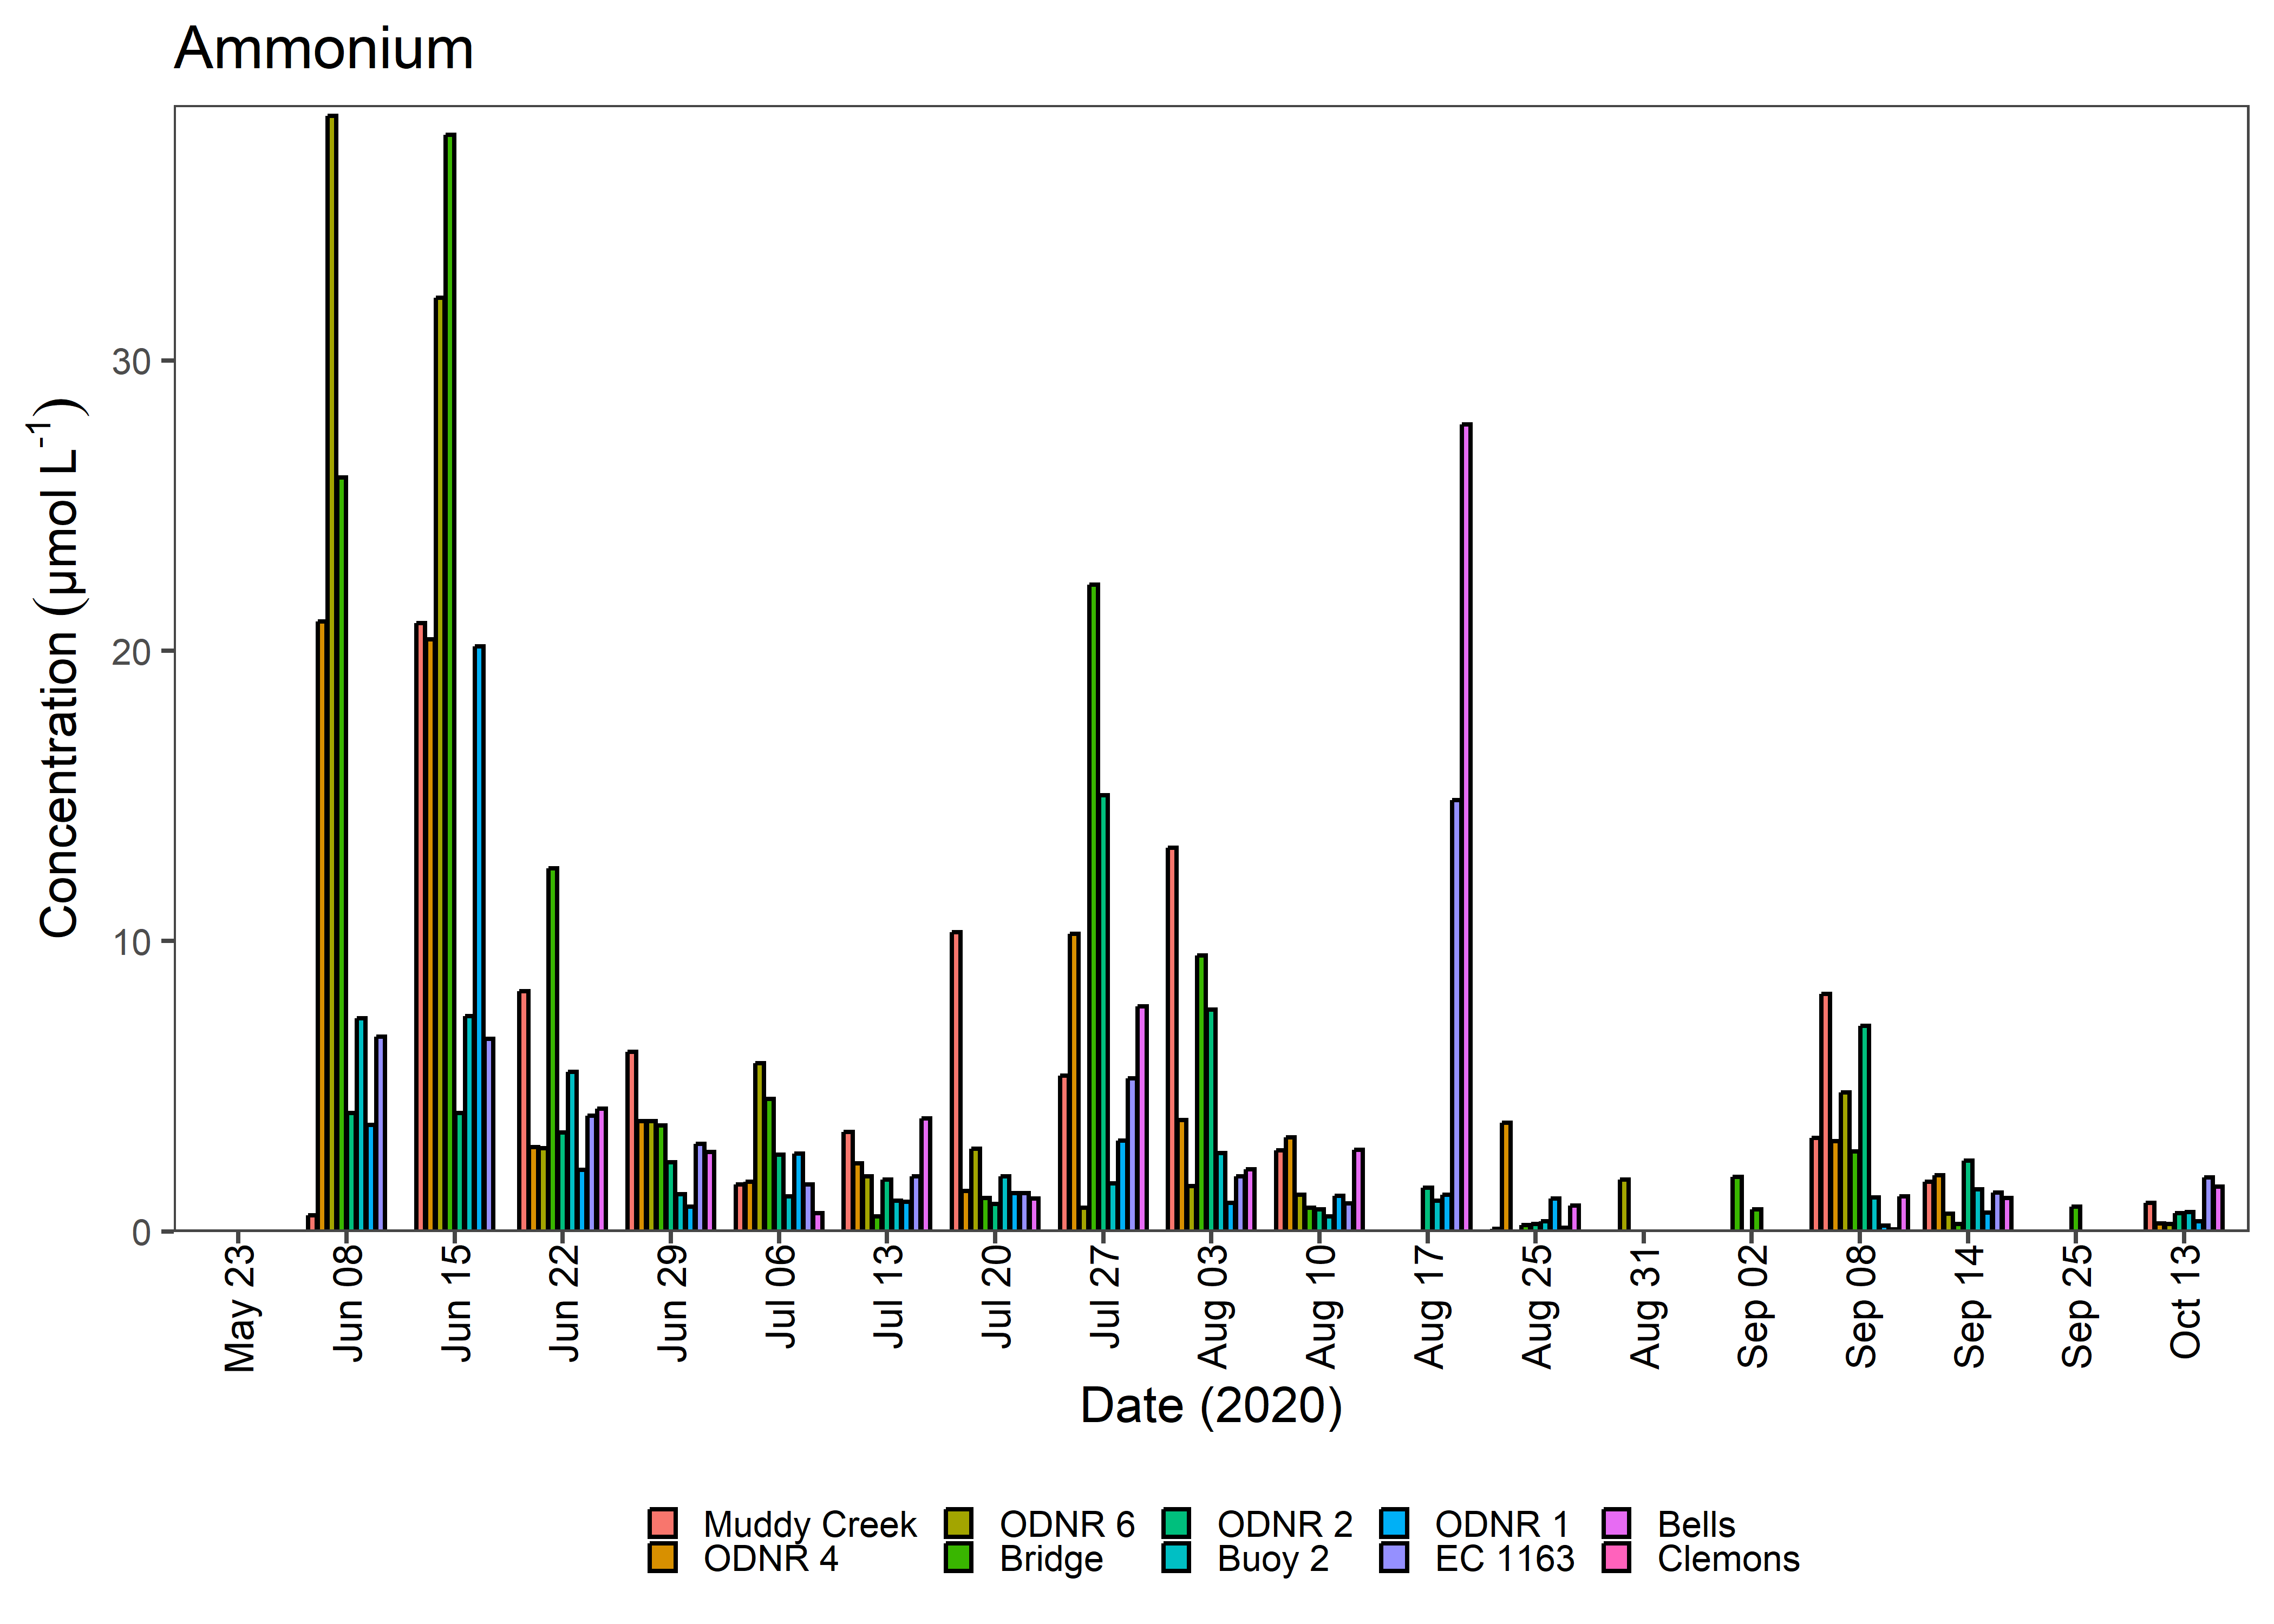 Ammonium
Concentration (µmol L⁻¹)
30
20
10
0
May 23
Jun 08
Jun 15
Jun 22
Jun 29
Jul 06
Jul 13
Jul 20
Jul 27
Aug 03
Aug 10
Aug 17
Aug 25
Aug 31
Sep 02
Sep 08
Sep 14
Sep 25
Oct 13
Date (2020)
Muddy Creek ODNR 6 ODNR 2 ODNR 1 Bells
ODNR 4 Bridge Buoy 2 EC 1163 Clemons